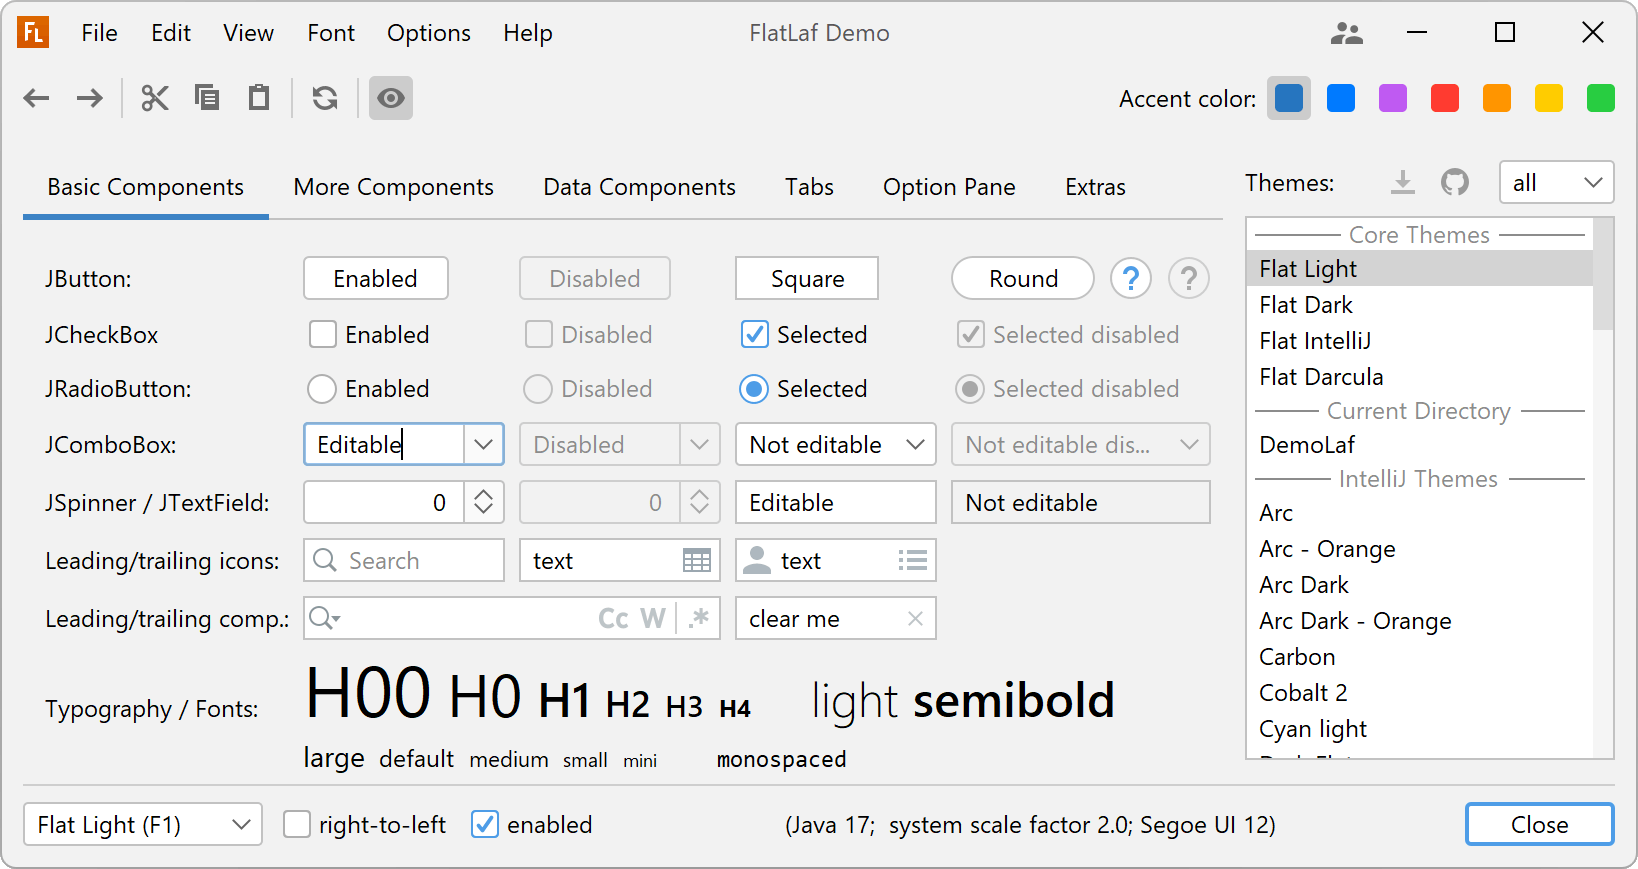 FL File Edit View Font Options Help FlatLaf Demo
Accent color:
Basic Components More Components Data Components Tabs Option Pane Extras
Themes: all
JButton: Enabled Disabled Square Round ? ?
JCheckBox Enabled Disabled Selected Selected disabled
JRadioButton: Enabled Disabled Selected Selected disabled
JComboBox: Editable Disabled Not editable Not editable dis...
JSpinner / JTextField: 0 0 Editable Not editable
Leading/trailing icons: Search text text
Leading/trailing comp.: Cc W .* clear me
Typography / Fonts: H00 H0 H1 H2 H3 H4 light semibold
large default medium small mini monospaced
Core Themes
Flat Light
Flat Dark
Flat IntelliJ
Flat Darcula
Current Directory
DemoLaf
IntelliJ Themes
Arc
Arc - Orange
Arc Dark
Arc Dark - Orange
Carbon
Cobalt 2
Cyan light
Flat Light (F1) right-to-left enabled (Java 17; system scale factor 2.0; Segoe UI 12) Close